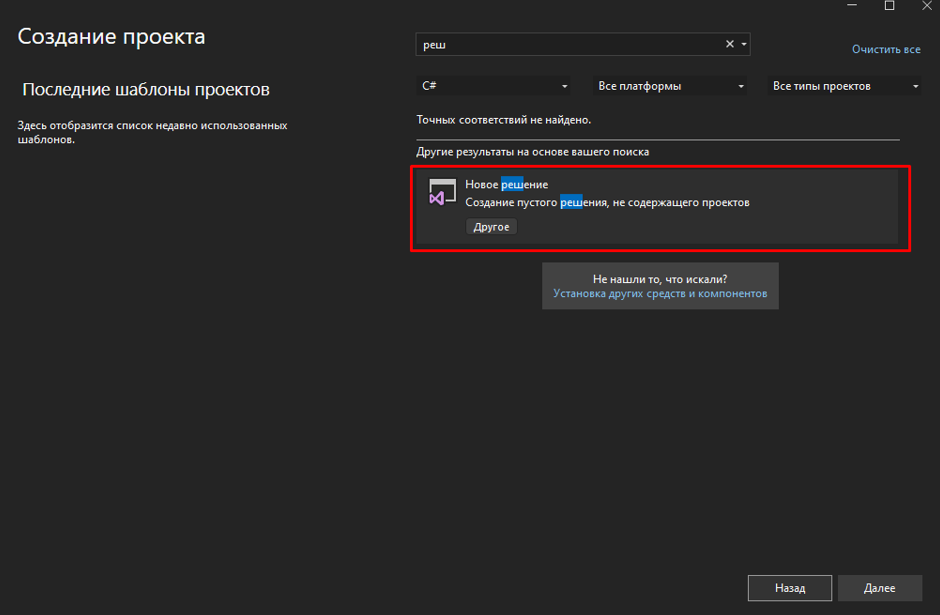 Создание проекта
Последние шаблоны проектов
Здесь отобразится список недавно использованных
шаблонов.
реш
Очистить все
C#
Все платформы
Все типы проектов
Точных соответствий не найдено.
Другие результаты на основе вашего поиска
Новое решение
Создание пустого решения, не содержащего проектов
Другое
Не нашли то, что искали?
Установка других средств и компонентов
Назад
Далее